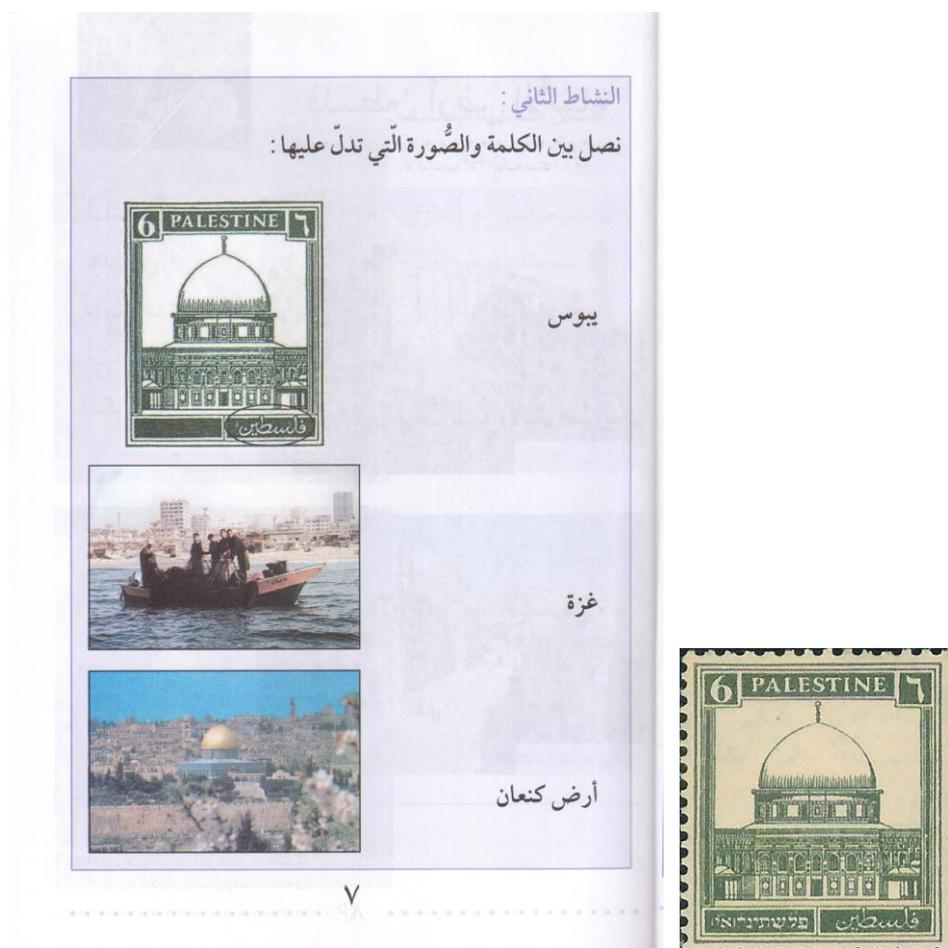 النشاط الثاني :
نصل بين الكلمة والصُّورة الّتي تدلّ عليها :
6 PALESTINE ٦
فلسطين
يبوس
غزة
أرض كنعان
٧
6 PALESTINE ٦
פלשתינה א״י فلسطين